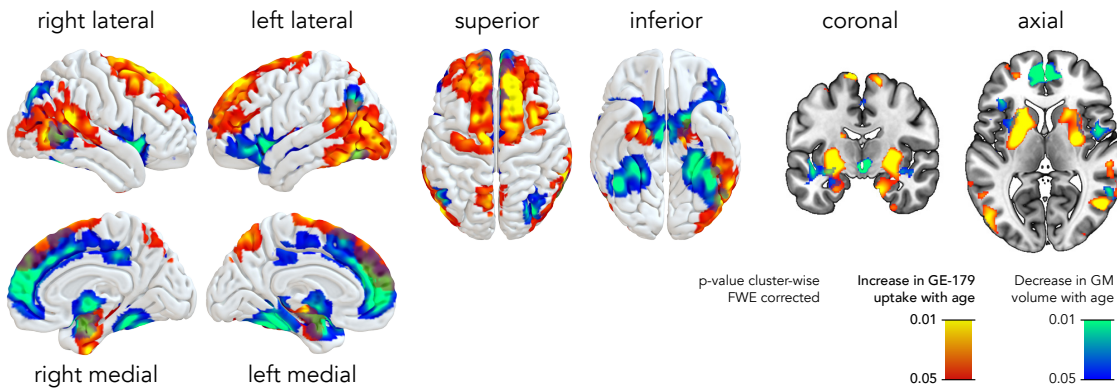 right lateral
left lateral
superior
inferior
coronal
axial
right medial
left medial
p-value cluster-wise
FWE corrected
Increase in GE-179
uptake with age
0.01
0.05
Decrease in GM
volume with age
0.01
0.05